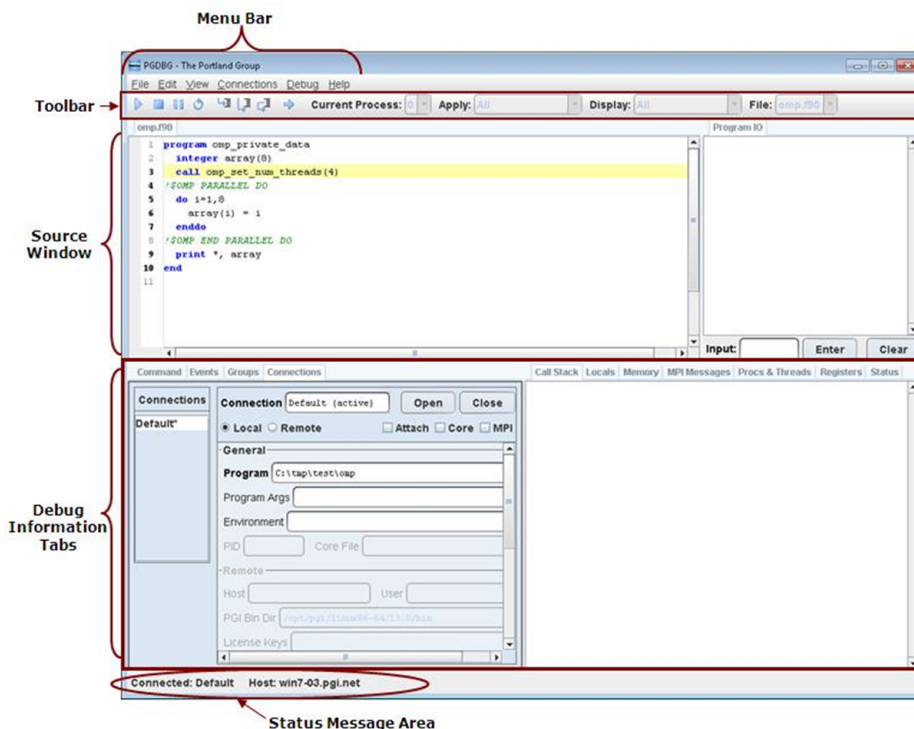 Menu Bar
PGDBG - The Portland Group
File Edit View Connections Debug Help
Toolbar
Current Process: 0 Apply: All Display: All File: omp.f90
omp.f90
Program IO
1 program omp_private_data
2 integer array(8)
3 call omp_set_num_threads(4)
4 !$OMP PARALLEL DO
5 do i=1,8
6 array(i) = i
7 enddo
8 !$OMP END PARALLEL DO
9 print *, array
10 end
11
Source
Window
Input: Enter Clear
Command Events Groups Connections
Call Stack Locals Memory MPI Messages Procs & Threads Registers Status
Connections
Default*
Connection Default (active) Open Close
Local Remote Attach Core MPI
General
Program C:\tmp\test\omp
Program Args
Environment
PID Core File
Remote
Host User
PGI Bin Dir /opt/pgi/linux86-64/13.0/bin
License Keys
Debug
Information
Tabs
Connected: Default Host: win7-03.pgi.net
Status Message Area